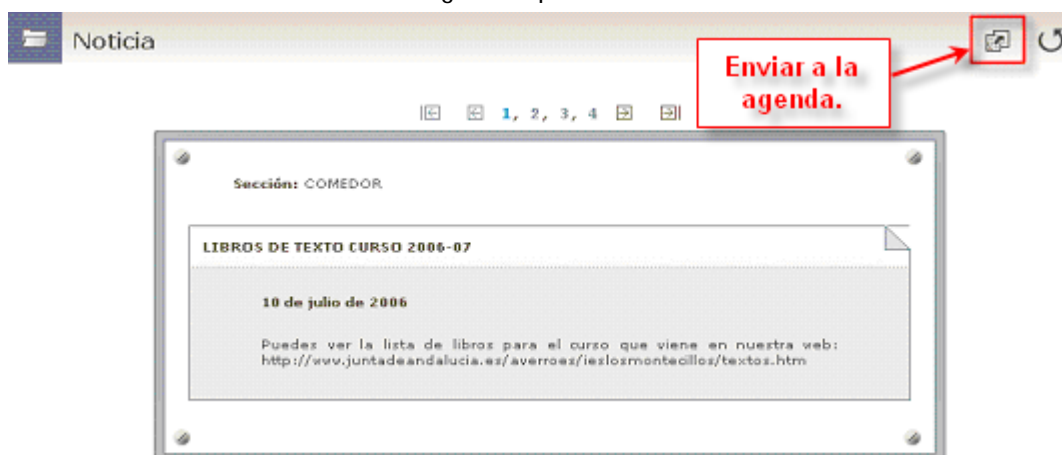 Noticia
Enviar a la
agenda.
1, 2, 3, 4
Sección: COMEDOR
LIBROS DE TEXTO CURSO 2006-07
10 de julio de 2006
Puedes ver la lista de libros para el curso que viene en nuestra web:
http://www.juntadeandalucia.es/averroes/ieslosmontecillos/textos.htm